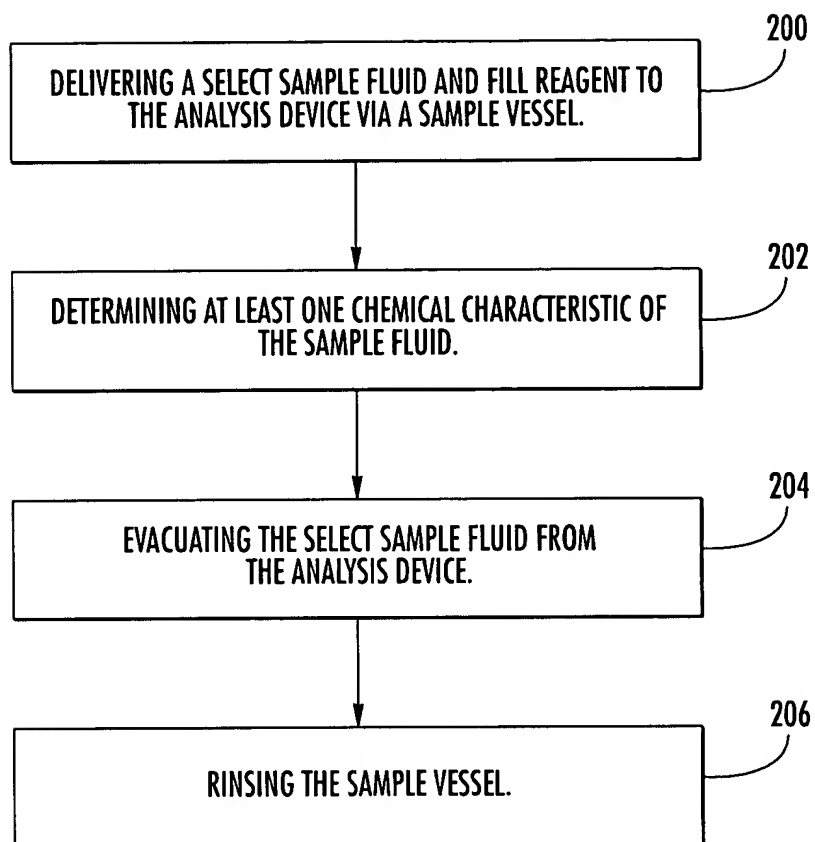 200
DELIVERING A SELECT SAMPLE FLUID AND FILL REAGENT TO
THE ANALYSIS DEVICE VIA A SAMPLE VESSEL.
202
DETERMINING AT LEAST ONE CHEMICAL CHARACTERISTIC OF
THE SAMPLE FLUID.
204
EVACUATING THE SELECT SAMPLE FLUID FROM
THE ANALYSIS DEVICE.
206
RINSING THE SAMPLE VESSEL.